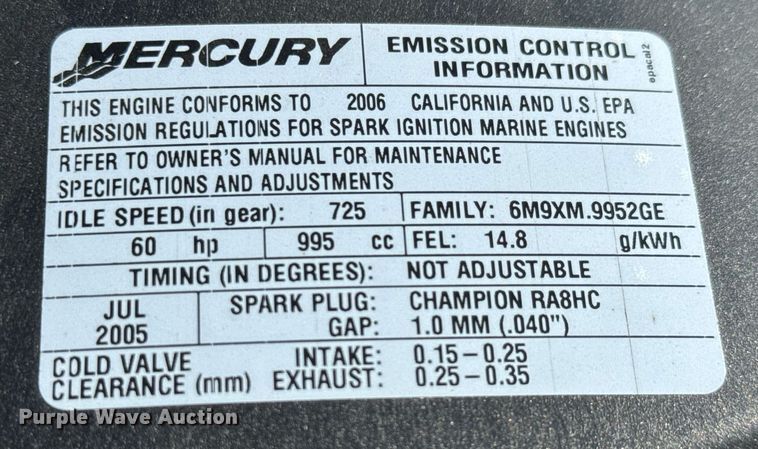 MERCURY
EMISSION CONTROL
INFORMATION
epacal2
THIS ENGINE CONFORMS TO 2006 CALIFORNIA AND U.S. EPA
EMISSION REGULATIONS FOR SPARK IGNITION MARINE ENGINES
REFER TO OWNER'S MANUAL FOR MAINTENANCE
SPECIFICATIONS AND ADJUSTMENTS
IDLE SPEED (in gear): 725 FAMILY: 6M9XM.9952GE
60 hp 995 cc FEL: 14.8 g/kWh
TIMING (IN DEGREES): NOT ADJUSTABLE
JUL SPARK PLUG: CHAMPION RA8HC
2005 GAP: 1.0 MM (.040")
COLD VALVE INTAKE: 0.15-0.25
CLEARANCE (mm) EXHAUST: 0.25-0.35
Purple Wave Auction